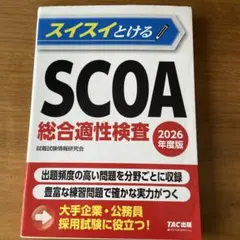 スイスイとける!
SCOA
総合適性検査
2026
年度版
就職試験情報研究会
出題頻度の高い問題を分野ごとに収録
豊富な練習問題で確かな実力がつく
大手企業・公務員
採用試験に役立つ!
TAC出版